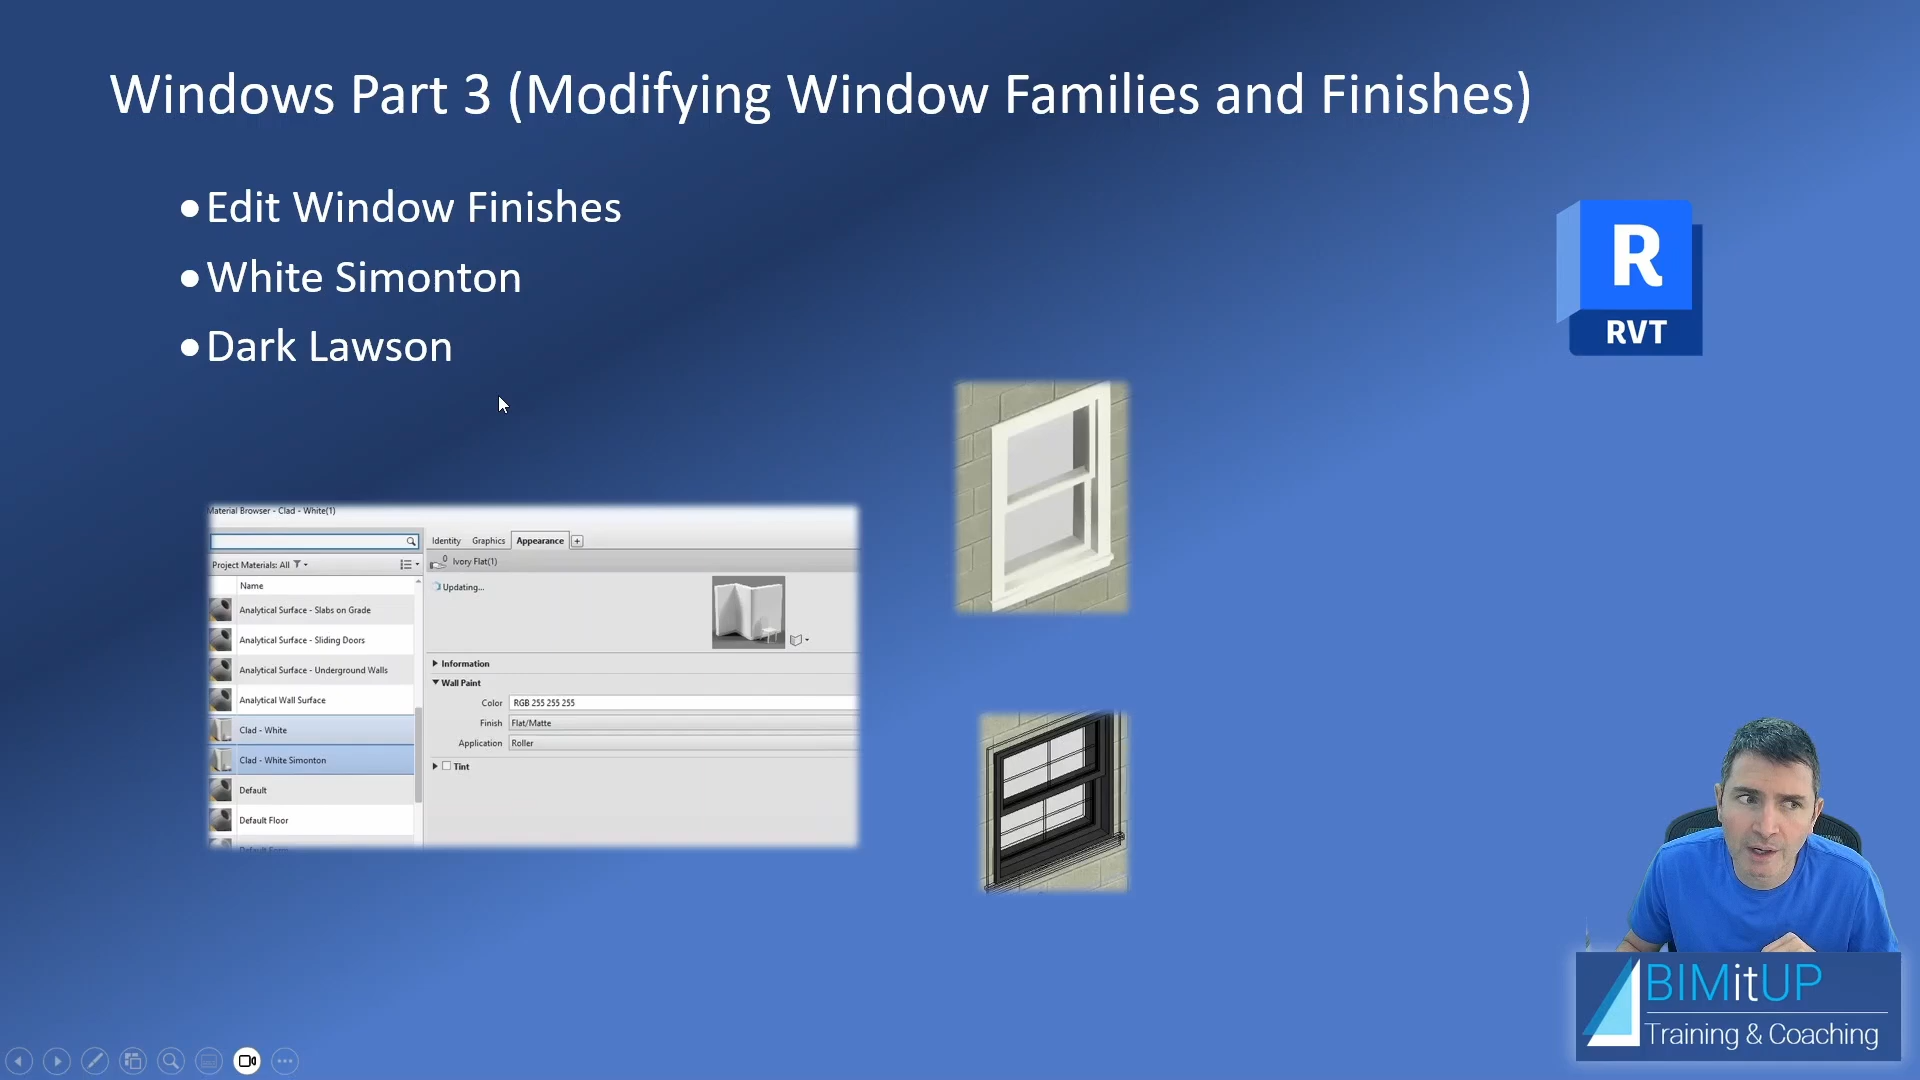 Windows Part 3 (Modifying Window Families and Finishes)
•Edit Window Finishes
•White Simonton
•Dark Lawson
R
RVT
Material Browser - Clad - White(1)
Identity Graphics Appearance +
Project Materials: All
0 Ivory Flat(1)
Name
Updating...
Analytical Surface - Slabs on Grade
Analytical Surface - Sliding Doors
Analytical Surface - Underground Walls
Analytical Wall Surface
Clad - White
Clad - White Simonton
Default
Default Floor
Information
Wall Paint
Color RGB 255 255 255
Finish Flat/Matte
Application Roller
Tint
BIMitUP
Training & Coaching